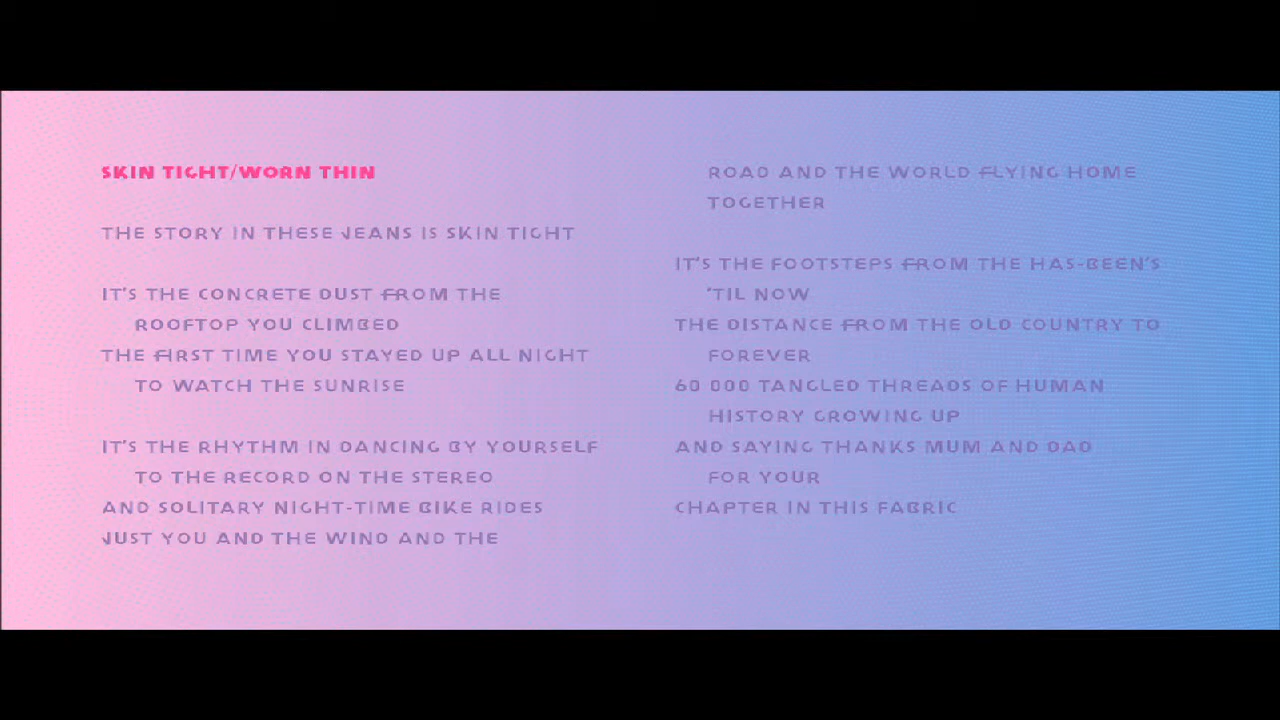 SKIN TIGHT/WORN THIN
THE STORY IN THESE JEANS IS SKIN TIGHT
IT'S THE CONCRETE DUST FROM THE
ROOFTOP YOU CLIMBED
THE FIRST TIME YOU STAYED UP ALL NIGHT
TO WATCH THE SUNRISE
IT'S THE RHYTHM IN DANCING BY YOURSELF
TO THE RECORD ON THE STEREO
AND SOLITARY NIGHT-TIME BIKE RIDES
JUST YOU AND THE WIND AND THE
ROAD AND THE WORLD FLYING HOME
TOGETHER
IT'S THE FOOTSTEPS FROM THE HAS-BEEN'S
'TIL NOW
THE DISTANCE FROM THE OLD COUNTRY TO
FOREVER
60 000 TANGLED THREADS OF HUMAN
HISTORY GROWING UP
AND SAYING THANKS MUM AND DAD
FOR YOUR
CHAPTER IN THIS FABRIC